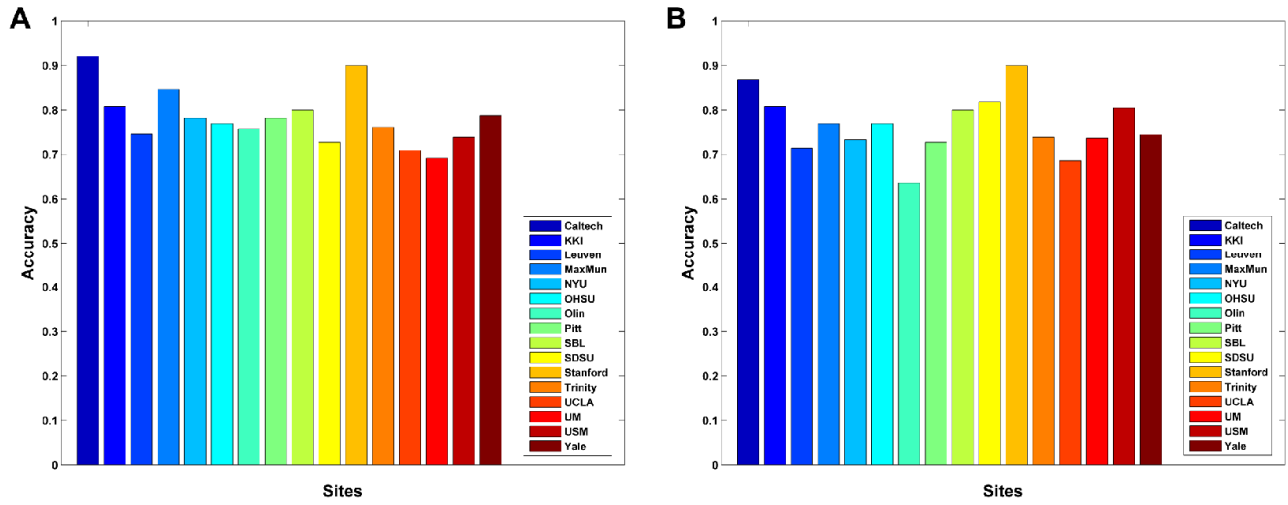 A
1
0.9
0.8
0.7
0.6
0.5
0.4
0.3
0.2
0.1
0
Accuracy
Sites
Caltech
KKI
Leuven
MaxMun
NYU
OHSU
Olin
Pitt
SBL
SDSU
Stanford
Trinity
UCLA
UM
USM
Yale
B
1
0.9
0.8
0.7
0.6
0.5
0.4
0.3
0.2
0.1
0
Accuracy
Sites
Caltech
KKI
Leuven
MaxMun
NYU
OHSU
Olin
Pitt
SBL
SDSU
Stanford
Trinity
UCLA
UM
USM
Yale